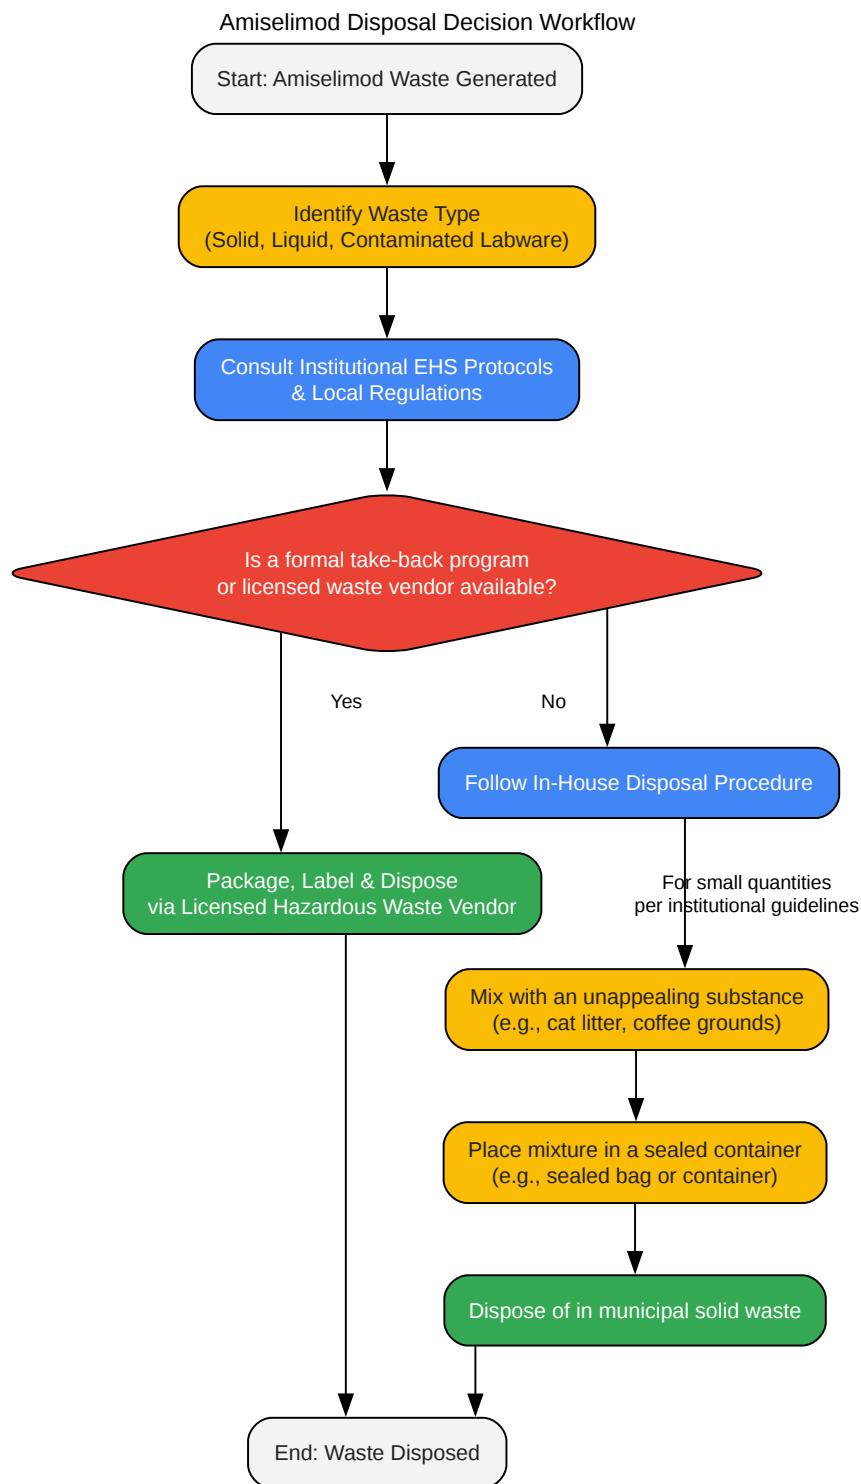 Amiselimod Disposal Decision Workflow
Start: Amiselimod Waste Generated
Identify Waste Type
(Solid, Liquid, Contaminated Labware)
Consult Institutional EHS Protocols
& Local Regulations
Is a formal take-back program
or licensed waste vendor available?
Yes
No
Follow In-House Disposal Procedure
Package, Label & Dispose
via Licensed Hazardous Waste Vendor
For small quantities
per institutional guidelines
Mix with an unappealing substance
(e.g., cat litter, coffee grounds)
Place mixture in a sealed container
(e.g., sealed bag or container)
Dispose of in municipal solid waste
End: Waste Disposed